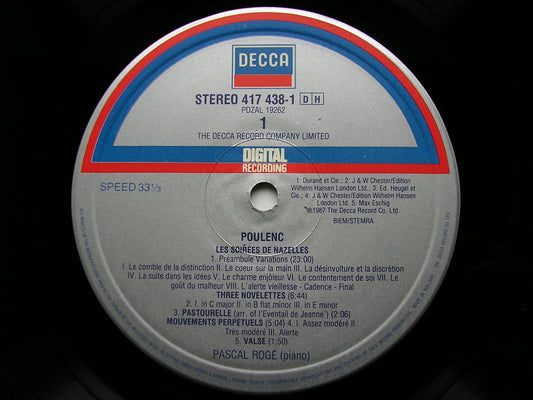 DECCA
STEREO 417 438-1 DH
PDZAL 19262
1
THE DECCA RECORD COMPANY LIMITED
DIGITAL
RECORDING
SPEED 33⅓
1: Durand et Cie.; 2: J & W Chester/Edition
Wilhelm Hansen London Ltd.; 3: Ed. Heugel et
Cie.; 4: J & W Chester/Edition Wilhelm Hansen
London Ltd. 5: Max Eschig
℗1987 The Decca Record Co. Ltd.
BIEM/STEMRA
POULENC
LES SOIRÉES DE NAZELLES
1. Préambule Variations (23:00)
I. Le comble de la distinction II. Le coeur sur la main III. La désinvolture et la discrétion
IV. La suite dans les idées V. Le charme enjôleur VI. Le contentement de soi VII. Le
goût du malheur VIII. L'alerte vieillesse - Cadence - Final
THREE NOVELETTES (6:44)
2. I. in C major II. in B flat minor III. in E minor
3. PASTOURELLE (arr. of l'Eventail de Jeanne') (2:06)
MOUVEMENTS PERPÉTUELS (5:04) 4. I. Assez modéré II.
Très modéré III. Alerte
5. VALSE (1:50)
PASCAL ROGÉ (piano)